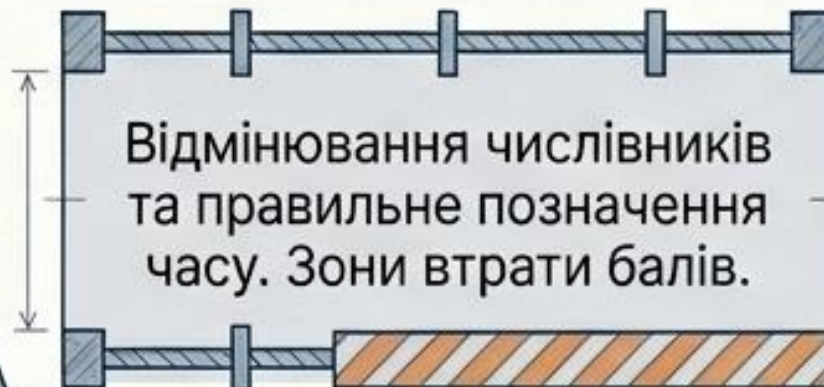 Відмінювання числівників
та правильне позначення
часу. Зони втрати балів.